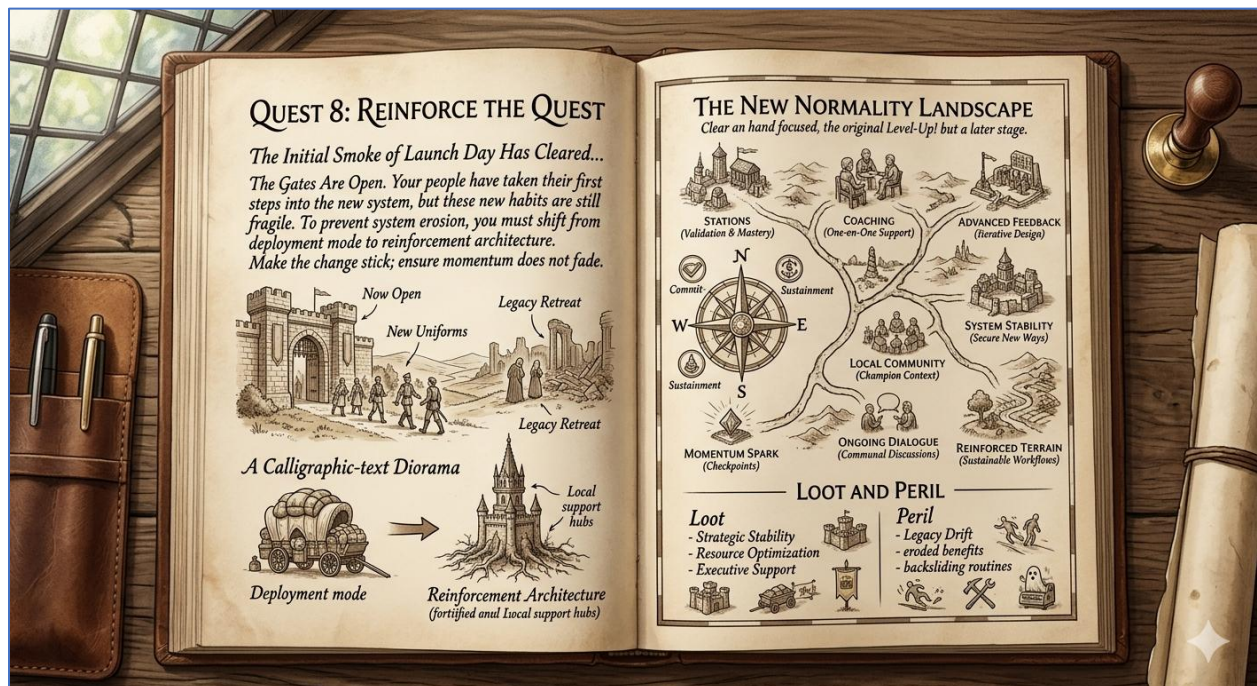 QUEST 8: REINFORCE THE QUEST
The Initial Smoke of Launch Day Has Cleared...
The Gates Are Open. Your people have taken their first
steps into the new system, but these new habits are still
fragile. To prevent system erosion, you must shift from
deployment mode to reinforcement architecture.
Make the change stick; ensure momentum does not fade.
Now Open
Legacy Retreat
New Uniforms
Legacy Retreat
A Calligraphic-text Diorama
Local
support
hubs
Deployment mode
Reinforcement Architecture
(fortified and Local support hubs)
THE NEW NORMALITY LANDSCAPE
Clear an hand focused, the original Level-Up! but a later stage.
STATIONS
(Validation & Mastery)
COACHING
(One-en-One Support)
ADVANCED FEEDBACK
(Iterative Design)
N
Commit-
Sustainment
W
E
SYSTEM STABILITY
(Secure New Ways)
LOCAL COMMUNITY
(Champion Context)
Sustainment
S
MOMENTUM SPARK
(Checkpoints)
ONGOING DIALOGUE
(Communal Discussions)
REINFORCED TERRAIN
(Sustainable Workflows)
LOOT AND PERIL
Loot
- Strategic Stability
- Resource Optimization
- Executive Support
Peril
- Legacy Drift
- eroded benefits
- backsliding routines